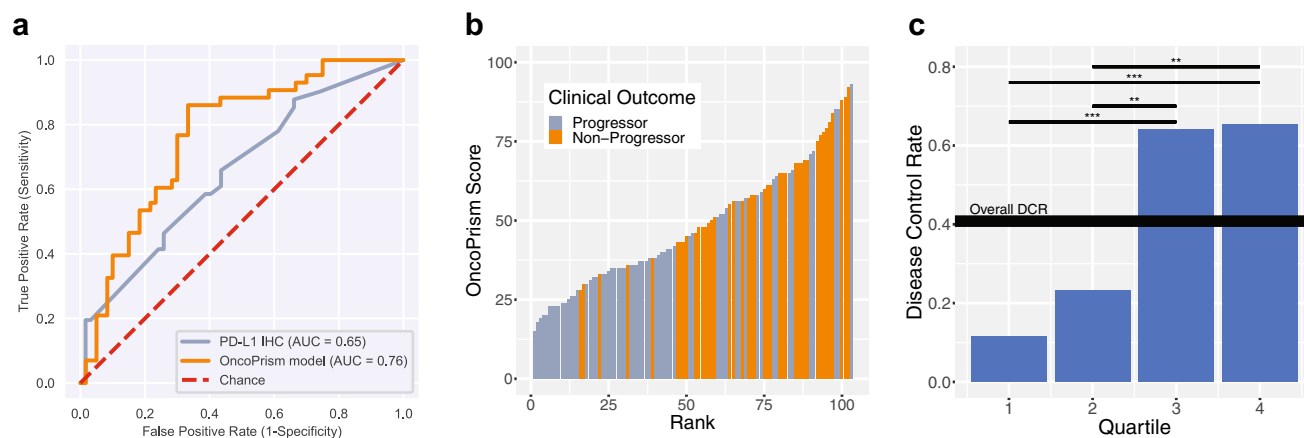 a
True Positive Rate (Sensitivity)
1.0
0.8
0.6
0.4
0.2
0.0
0.0
0.2
0.4
0.6
0.8
1.0
False Positive Rate (1-Specificity)
PD-L1 IHC (AUC = 0.65)
OncoPrism model (AUC = 0.76)
Chance
b
OncoPrism Score
100
75
50
25
0
0
25
50
75
100
Rank
Clinical Outcome
Progressor
Non−Progressor
c
Disease Control Rate
0.8
0.6
0.4
0.2
0.0
**
***
**
***
Overall DCR
1
2
3
4
Quartile